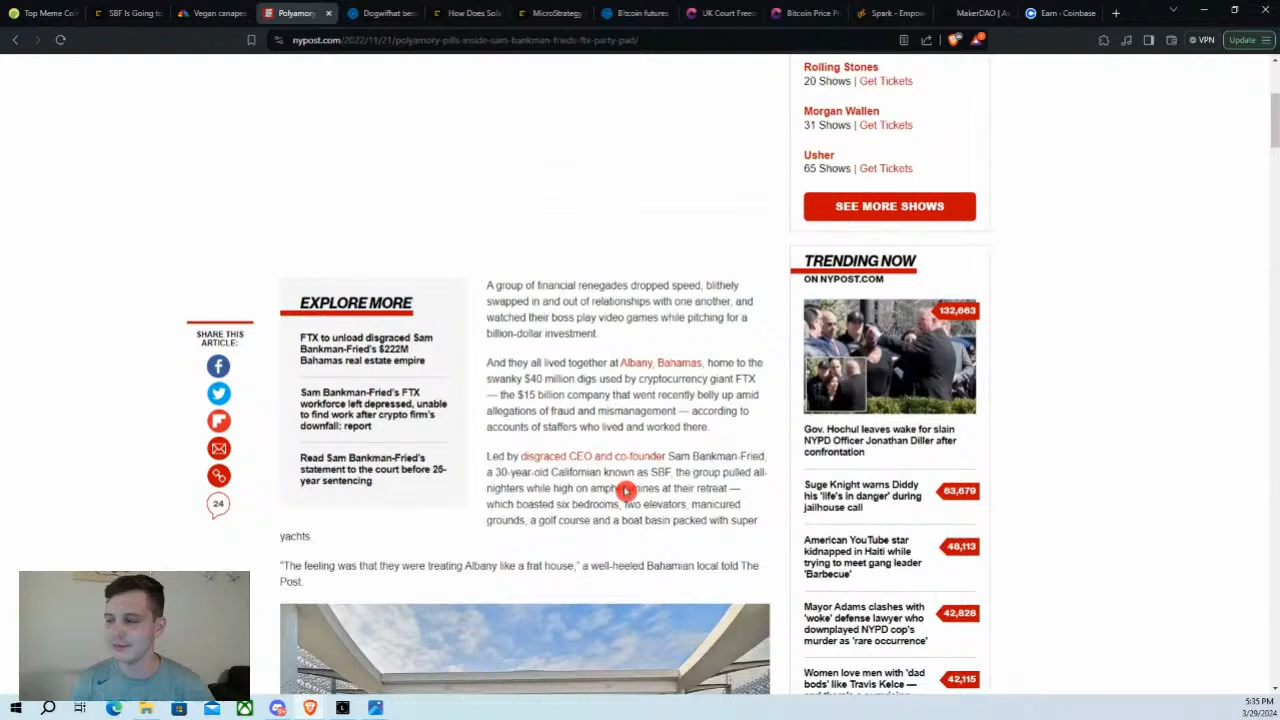 Top Meme Coi
SBF Is Going to
Vegan canapes
Polyamory
Dogwifhat bec
How Does Sola
MicroStrategy
Bitcoin futures
UK Court Freez
Bitcoin Price P
Spark - Empow
MakerDAO | A
Earn - Coinbase
nypost.com/2022/11/21/polyamory-pills-inside-sam-bankman-frieds-ftx-party-pad/
VPN
Update
Rolling Stones
20 Shows | Get Tickets
Morgan Wallen
31 Shows | Get Tickets
Usher
65 Shows | Get Tickets
SEE MORE SHOWS
SHARE THIS
ARTICLE:
24
EXPLORE MORE
FTX to unload disgraced Sam
Bankman-Fried's $222M
Bahamas real estate empire
Sam Bankman-Fried's FTX
workforce left depressed, unable
to find work after crypto firm's
downfall: report
Read Sam Bankman-Fried's
statement to the court before 25-
year sentencing
A group of financial renegades dropped speed, blithely
swapped in and out of relationships with one another, and
watched their boss play video games while pitching for a
billion-dollar investment.
And they all lived together at Albany, Bahamas, home to the
swanky $40 million digs used by cryptocurrency giant FTX
— the $15 billion company that went recently belly up amid
allegations of fraud and mismanagement — according to
accounts of staffers who lived and worked there.
Led by disgraced CEO and co-founder Sam Bankman-Fried,
a 30-year-old Californian known as SBF, the group pulled all-
nighters while high on amphetamines at their retreat —
which boasted six bedrooms, two elevators, manicured
grounds, a golf course and a boat basin packed with super
yachts.
"The feeling was that they were treating Albany like a frat house," a well-heeled Bahamian local told The
Post.
TRENDING NOW
ON NYPOST.COM
132,663
Gov. Hochul leaves wake for slain
NYPD Officer Jonathan Diller after
confrontation
Suge Knight warns Diddy
his 'life's in danger' during
jailhouse call
63,679
American YouTube star
kidnapped in Haiti while
trying to meet gang leader
'Barbecue'
48,113
Mayor Adams clashes with
'woke' defense lawyer who
downplayed NYPD cop's
murder as 'rare occurrence'
42,828
Women love men with 'dad
bods' like Travis Kelce —
42,115
5:35 PM
3/29/2024